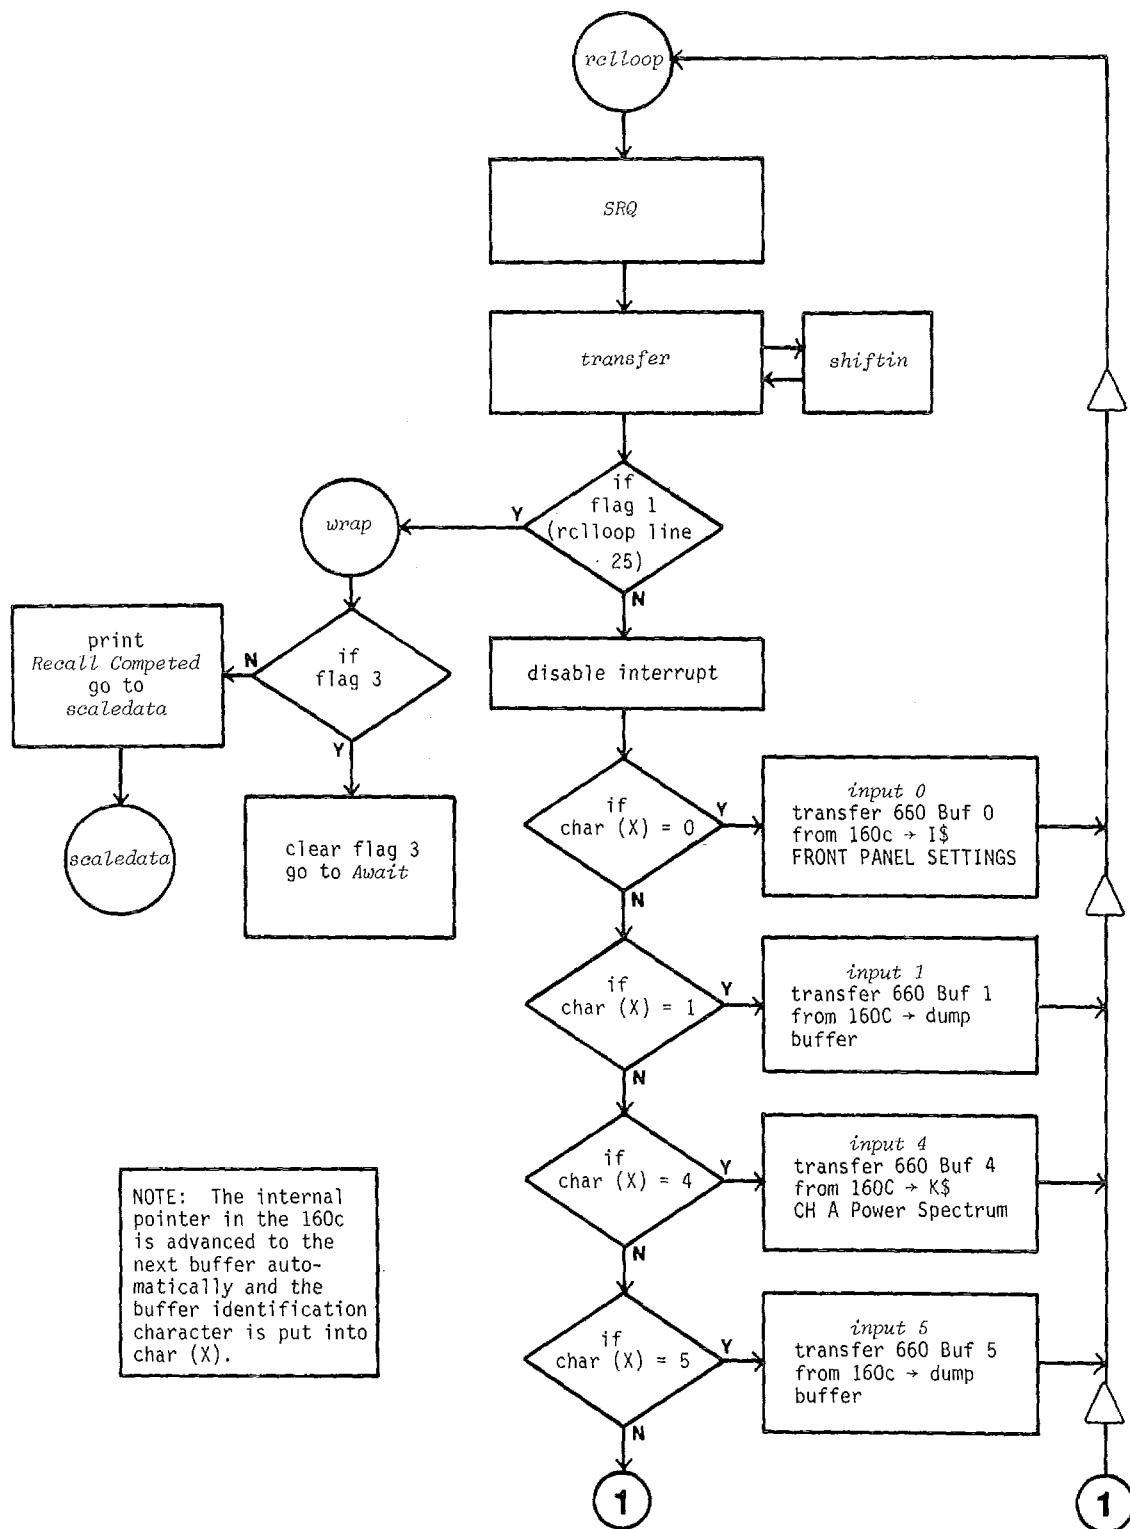 rclloop
SRQ
transfer
shiftin
if
flag 1
(rclloop line
25)
Y
N
wrap
if
flag 3
N
Y
print
Recall Competed
go to
scaledata
scaledata
clear flag 3
go to Await
disable interrupt
if
char (X) = 0
Y
N
input 0
transfer 660 Buf 0
from 160c → I$
FRONT PANEL SETTINGS
if
char (X) = 1
Y
N
input 1
transfer 660 Buf 1
from 160C → dump
buffer
if
char (X) = 4
Y
N
input 4
transfer 660 Buf 4
from 160C → K$
CH A Power Spectrum
if
char (X) = 5
Y
N
input 5
transfer 660 Buf 5
from 160c → dump
buffer
NOTE: The internal
pointer in the 160c
is advanced to the
next buffer auto-
matically and the
buffer identification
character is put into
char (X).
1
1